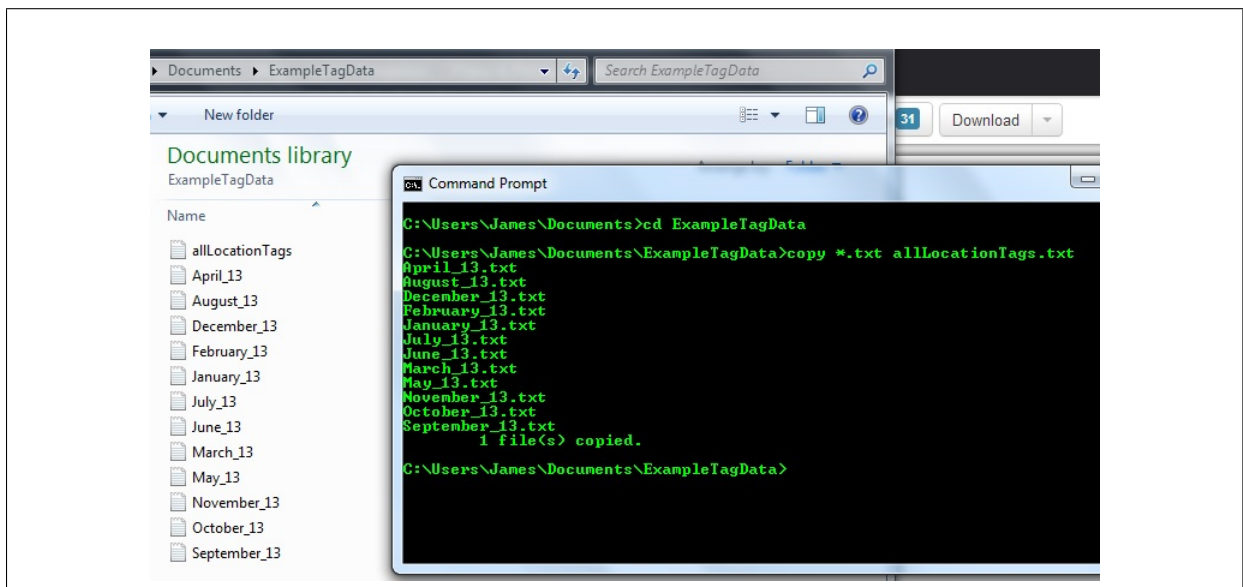 Documents ExampleTagData Search ExampleTagData
New folder
31 Download
Documents library
ExampleTagData
Name
allLocationTags
April_13
August_13
December_13
February_13
January_13
July_13
June_13
March_13
May_13
November_13
October_13
September_13
C:\. Command Prompt
C:\Users\James\Documents>cd ExampleTagData
C:\Users\James\Documents\ExampleTagData>copy *.txt allLocationTags.txt
April_13.txt
August_13.txt
December_13.txt
February_13.txt
January_13.txt
July_13.txt
June_13.txt
March_13.txt
May_13.txt
November_13.txt
October_13.txt
September_13.txt
1 file(s) copied.
C:\Users\James\Documents\ExampleTagData>